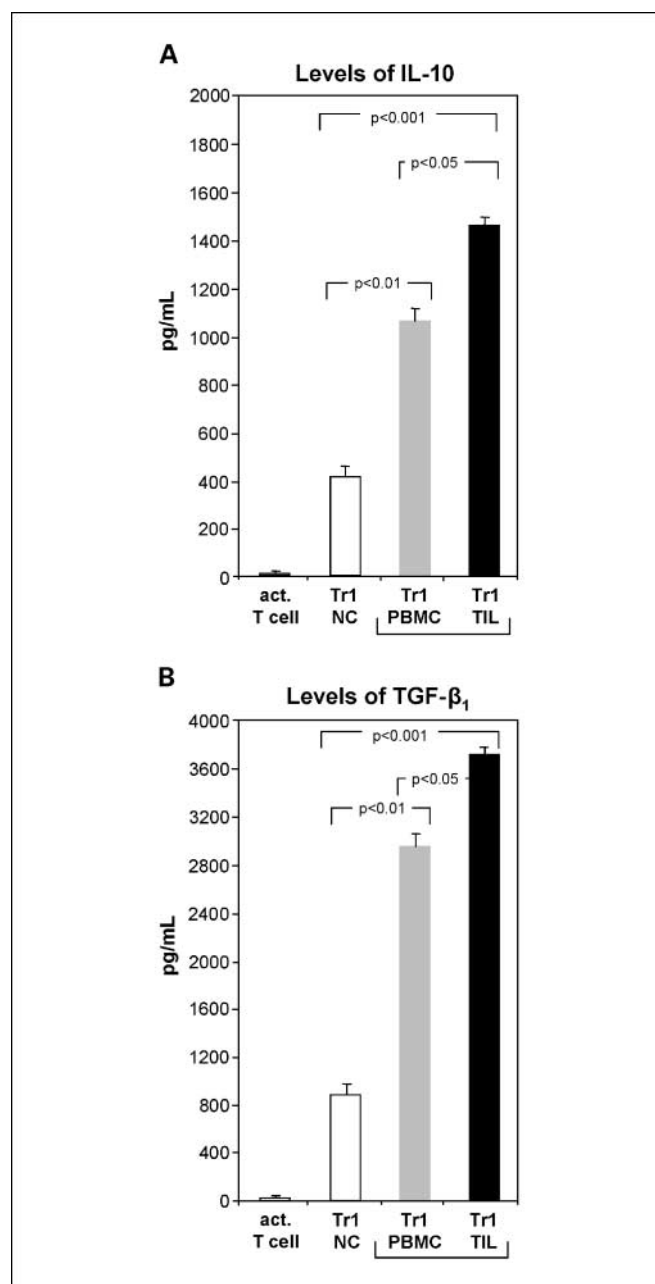 A
Levels of IL-10
2000
1800
1600
1400
1200
1000
800
600
400
200
0
pg/mL
p<0.001
p<0.05
p<0.01
act. Tr1 Tr1 Tr1
T cell NC PBMC TIL
B
Levels of TGF-β₁
4000
3600
3200
2800
2400
2000
1600
1200
800
400
0
pg/mL
p<0.001
p<0.05
p<0.01
act. Tr1 Tr1 Tr1
T cell NC PBMC TIL